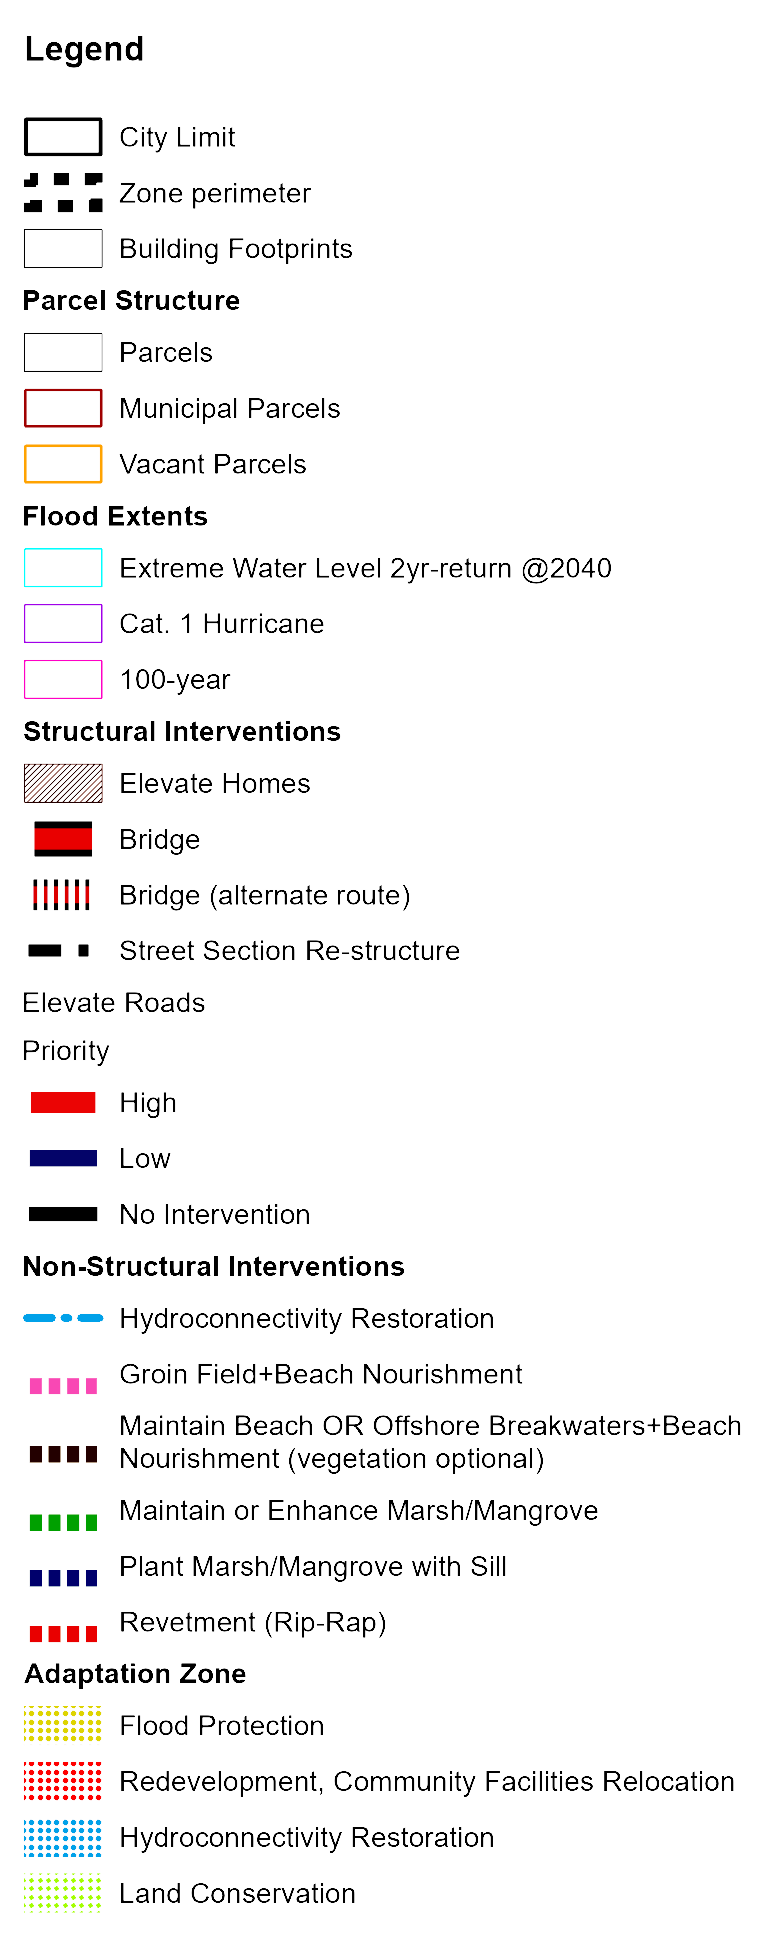 Legend
City Limit
Zone perimeter
Building Footprints
Parcel Structure
Parcels
Municipal Parcels
Vacant Parcels
Flood Extents
Extreme Water Level 2yr-return @2040
Cat. 1 Hurricane
100-year
Structural Interventions
Elevate Homes
Bridge
Bridge (alternate route)
Street Section Re-structure
Elevate Roads
Priority
High
Low
No Intervention
Non-Structural Interventions
Hydroconnectivity Restoration
Groin Field+Beach Nourishment
Maintain Beach OR Offshore Breakwaters+Beach
Nourishment (vegetation optional)
Maintain or Enhance Marsh/Mangrove
Plant Marsh/Mangrove with Sill
Revetment (Rip-Rap)
Adaptation Zone
Flood Protection
Redevelopment, Community Facilities Relocation
Hydroconnectivity Restoration
Land Conservation